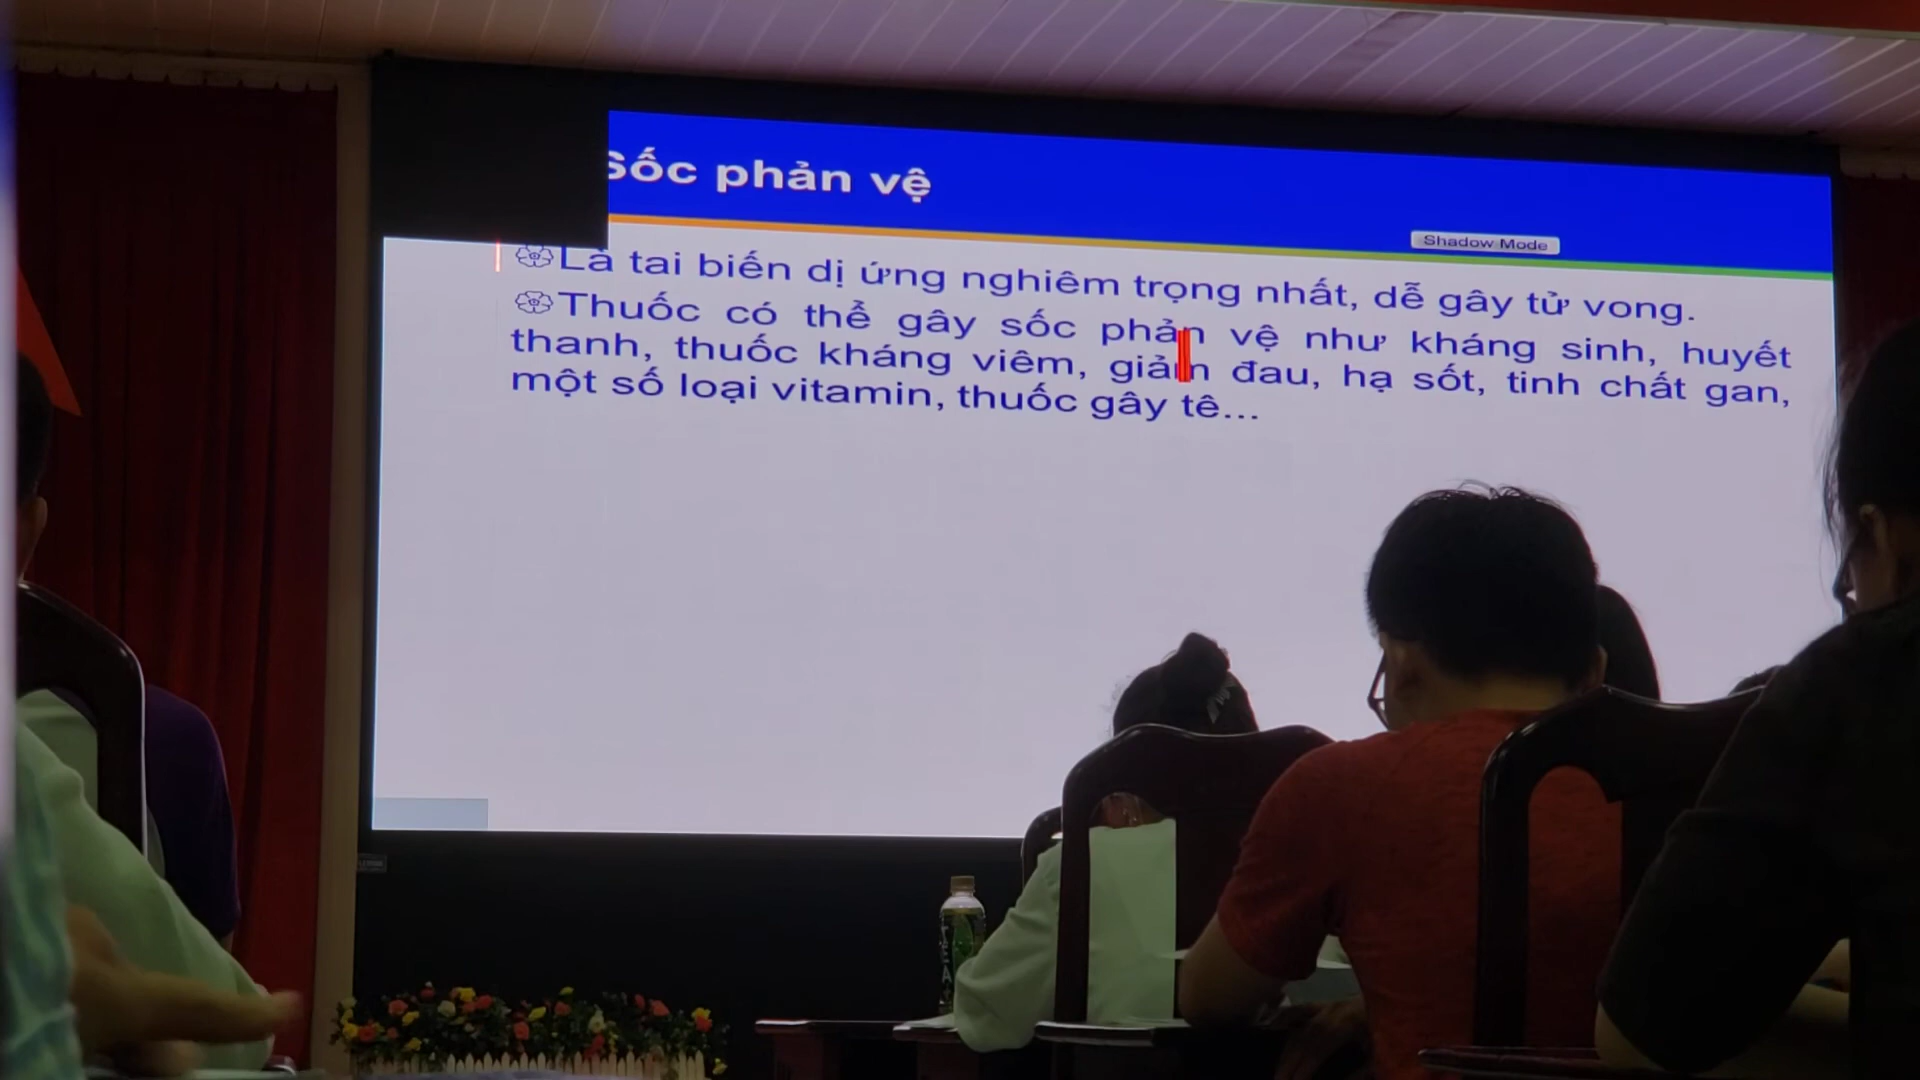 Sốc phản vệ
Shadow Mode
Là tai biến dị ứng nghiêm trọng nhất, dễ gây tử vong.
Thuốc có thể gây sốc phản vệ như kháng sinh, huyết
thanh, thuốc kháng viêm, giảm đau, hạ sốt, tinh chất gan,
một số loại vitamin, thuốc gây tê...